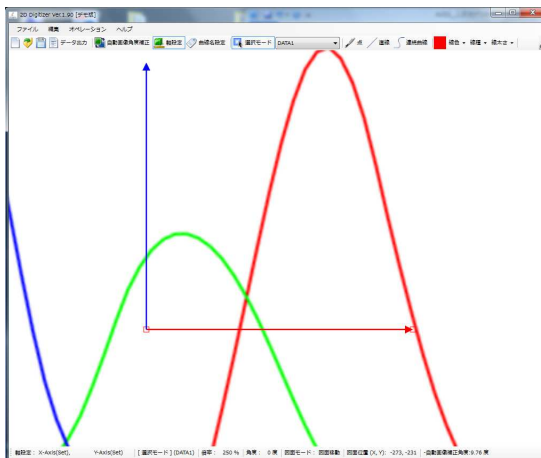 2D Digitizer ver.1.90 [デモ版]
ファイル 編集 オペレーション ヘルプ
データ出力 自動画像角度補正 軸設定 曲線名設定 選択モード DATA1 点 直線 連続曲線 線色 線種 線太さ
軸設定: X-Axis(Set), Y-Axis(Set) [ 選択モード ] (DATA1) 倍率: 250 % 角度: 0 度 図面モード: 図面移動 図面位置 (X, Y): -273, -231 -自動画像補正角度:9.76 度